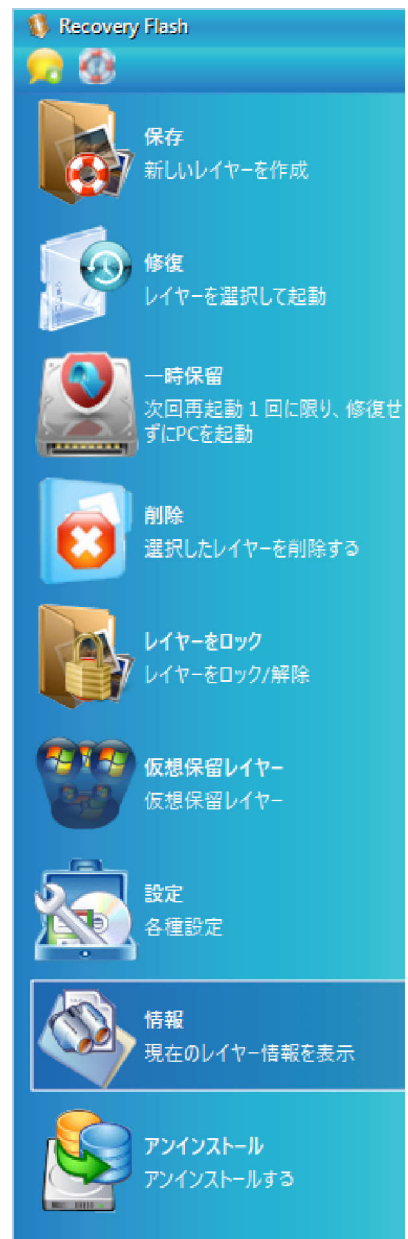 Recovery Flash
保存
新しいレイヤーを作成
修復
レイヤーを選択して起動
一時保留
次回再起動 1 回に限り、修復せ
ずにPCを起動
削除
選択したレイヤーを削除する
レイヤーをロック
レイヤーをロック/解除
仮想保留レイヤー
仮想保留レイヤー
設定
各種設定
情報
現在のレイヤー情報を表示
アンインストール
アンインストールする